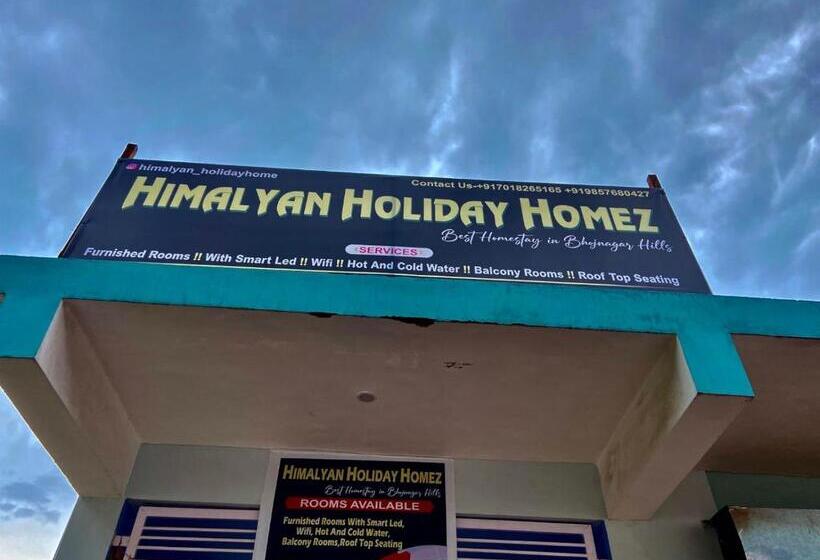 himalyan_holidayhome
Contact Us-+917018265165 +919857680427
HIMALYAN HOLIDAY HOMEZ
Best Homestay in Bhojnagar Hills
SERVICES
Furnished Rooms !! With Smart Led !! Wifi !! Hot And Cold Water !! Balcony Rooms !! Roof Top Seating
HIMALYAN HOLIDAY HOMEZ
Best Homestay in Bhojnagar Hills
ROOMS AVAILABLE
Furnished Rooms With Smart Led,
Wifi, Hot And Cold Water,
Balcony Rooms,Roof Top Seating